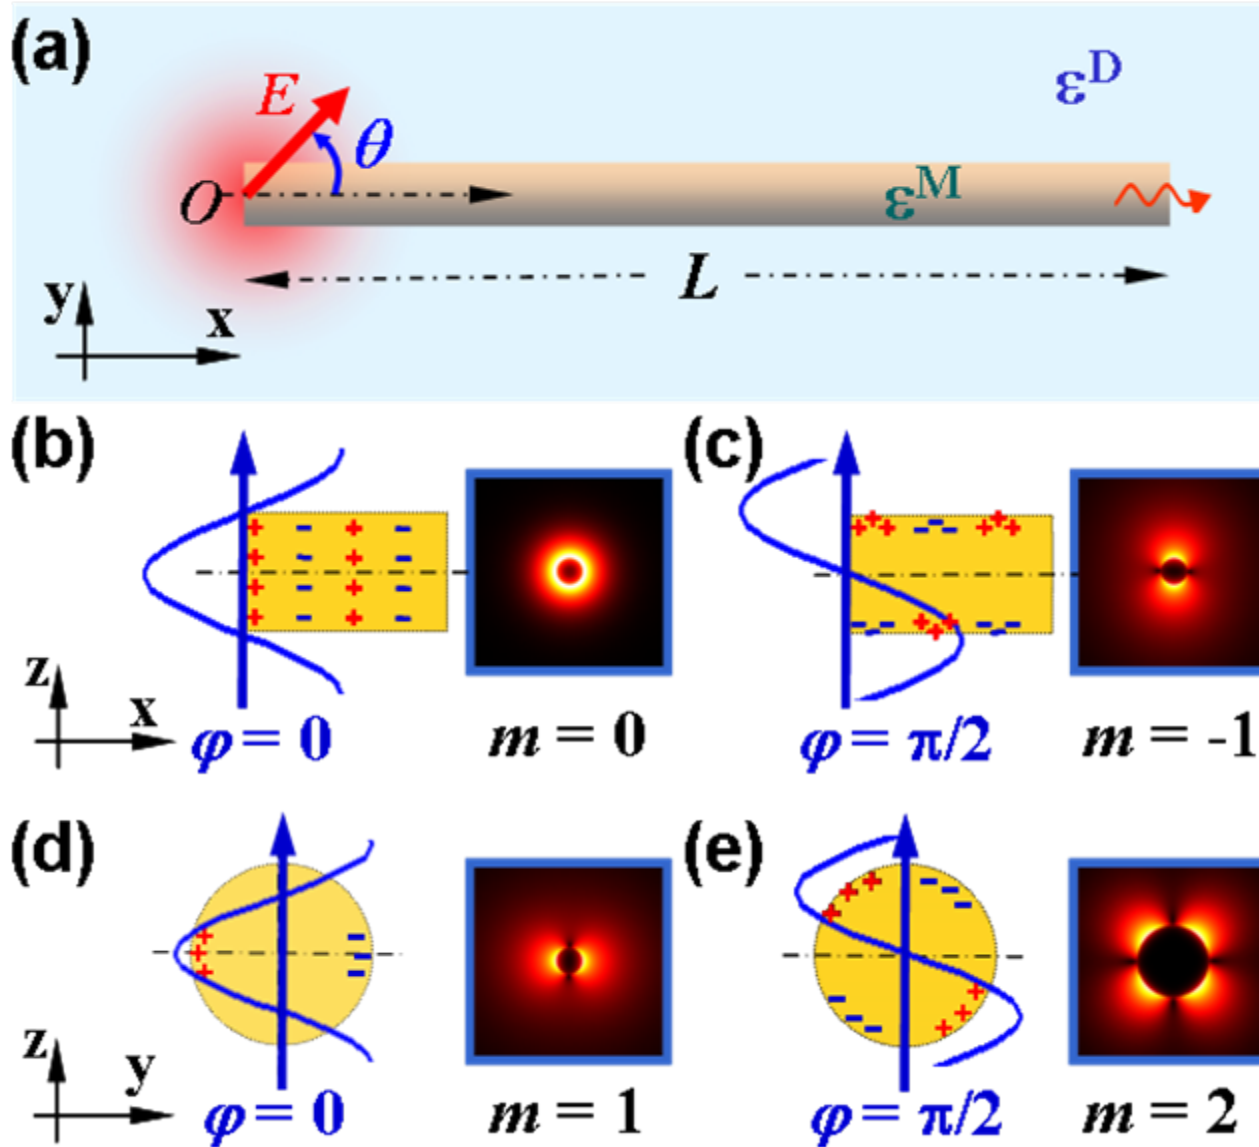 (a)
E
θ
ε^D
O
ε^M
L
y
x
(b)
(c)
z
x
φ = 0
m = 0
φ = π/2
m = -1
(d)
(e)
z
y
φ = 0
m = 1
φ = π/2
m = 2